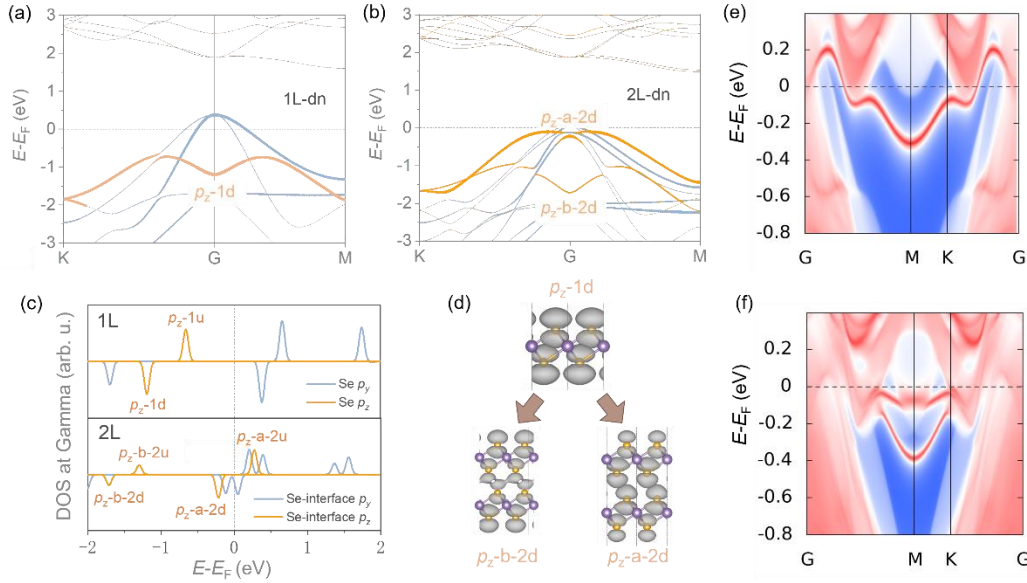 (a)
3
2
1
0
-1
-2
-3
E-E_F (eV)
1L-dn
p_z-1d
K
G
M
(b)
3
2
1
0
-1
-2
3
E-E_F (eV)
2L-dn
p_z-a-2d
p_z-b-2d
K
G
M
(e)
0.2
0
-0.2
-0.4
-0.6
-0.8
E-E_F (eV)
G
M
K
G
(c)
DOS at Gamma (arb. u.)
1L
p_z-1u
p_z-1d
Se p_y
Se p_z
2L
p_z-b-2u
p_z-b-2d
p_z-a-2u
p_z-a-2d
Se-interface p_y
Se-interface p_z
-2
-1
0
1
2
E-E_F (eV)
(d)
p_z-1d
p_z-b-2d
p_z-a-2d
(f)
0.2
0
-0.2
-0.4
-0.6
-0.8
E-E_F (eV)
G
M
K
G